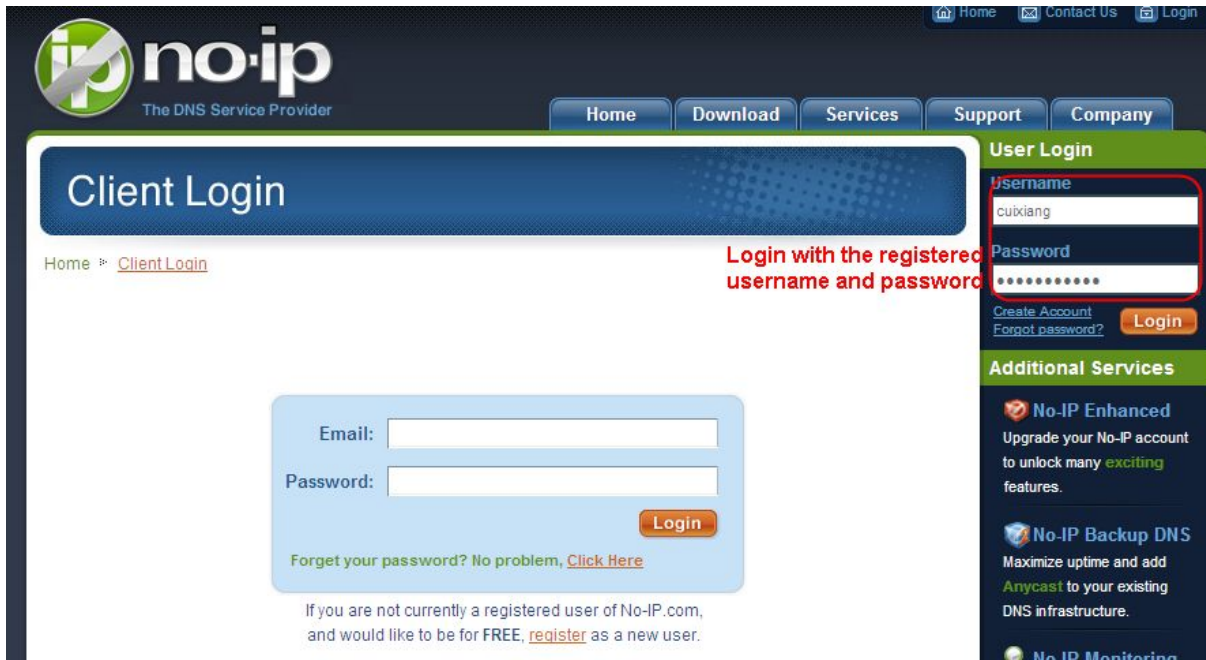 Home Contact Us Login
ip no·ip
The DNS Service Provider
Home Download Services Support Company
Client Login
Home Client Login
Login with the registered
username and password
User Login
Username
cuixiang
Password
Create Account
Forgot password?
Login
Email:
Password:
Login
Forget your password? No problem, Click Here
If you are not currently a registered user of No-IP.com,
and would like to be for FREE, register as a new user.
Additional Services
No-IP Enhanced
Upgrade your No-IP account
to unlock many exciting
features.
No-IP Backup DNS
Maximize uptime and add
Anycast to your existing
DNS infrastructure.
No-IP Monitoring